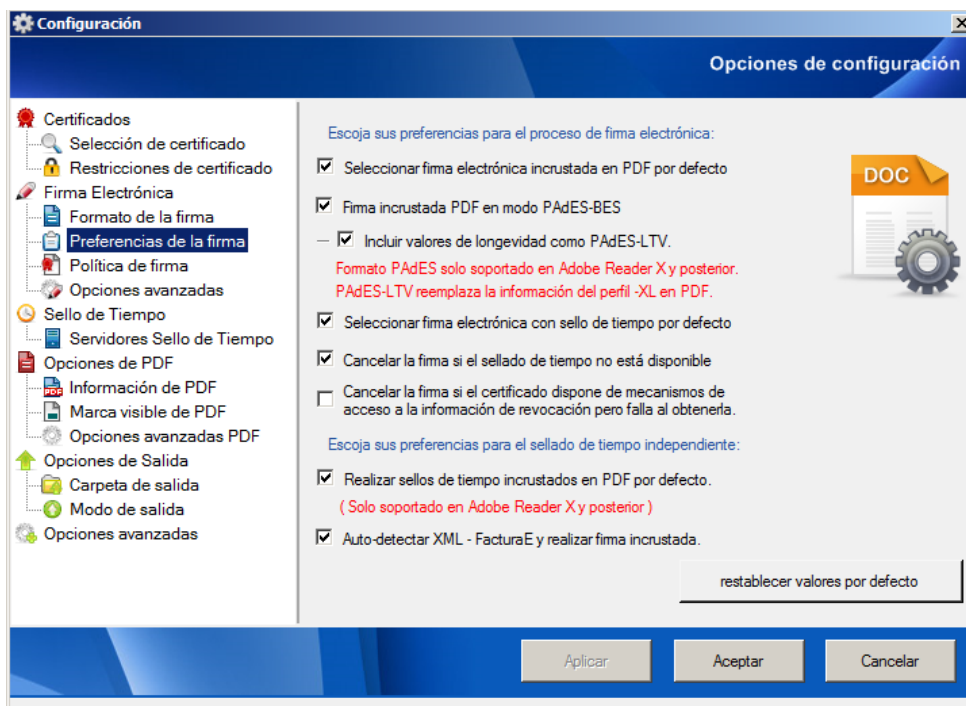 Configuración
Opciones de configuración
Certificados
Selección de certificado
Restricciones de certificado
Firma Electrónica
Formato de la firma
Preferencias de la firma
Política de firma
Opciones avanzadas
Sello de Tiempo
Servidores Sello de Tiempo
Opciones de PDF
PDF
Información de PDF
Marca visible de PDF
Opciones avanzadas PDF
Opciones de Salida
Carpeta de salida
Modo de salida
Opciones avanzadas
Escoja sus preferencias para el proceso de firma electrónica:
Seleccionar firma electrónica incrustada en PDF por defecto
DOC
Firma incrustada PDF en modo PAdES-BES
Incluir valores de longevidad como PAdES-LTV.
Formato PAdES solo soportado en Adobe Reader X y posterior.
PAdES-LTV reemplaza la información del perfil -XL en PDF.
Seleccionar firma electrónica con sello de tiempo por defecto
Cancelar la firma si el sellado de tiempo no está disponible
Cancelar la firma si el certificado dispone de mecanismos de
acceso a la información de revocación pero falla al obtenerla.
Escoja sus preferencias para el sellado de tiempo independiente:
Realizar sellos de tiempo incrustados en PDF por defecto.
( Solo soportado en Adobe Reader X y posterior )
Auto-detectar XML - FacturaE y realizar firma incrustada.
restablecer valores por defecto
Aplicar
Aceptar
Cancelar